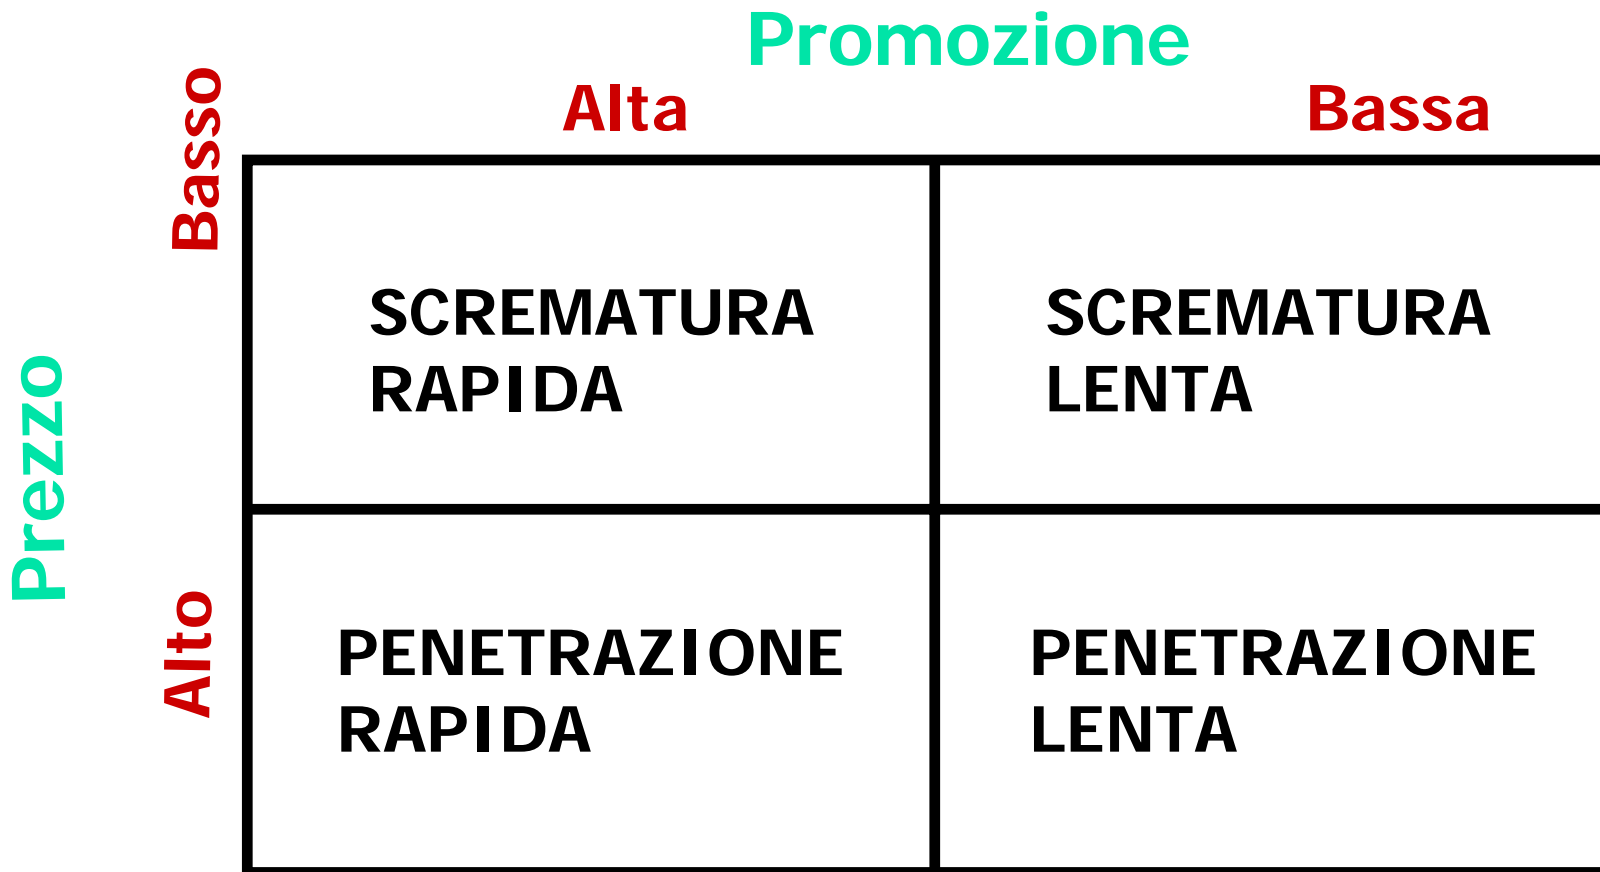 Promozione
Alta
Bassa
Prezzo
Basso
SCREMATURA
RAPIDA
SCREMATURA
LENTA
Alto
PENETRAZIONE
RAPIDA
PENETRAZIONE
LENTA